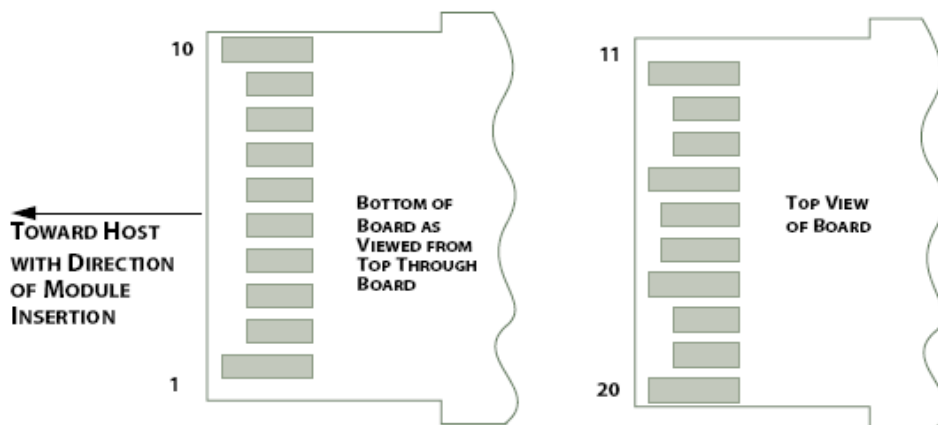 10
1
TOWARD HOST
WITH DIRECTION
OF MODULE
INSERTION
BOTTOM OF
BOARD AS
VIEWED FROM
TOP THROUGH
BOARD
11
20
TOP VIEW
OF BOARD